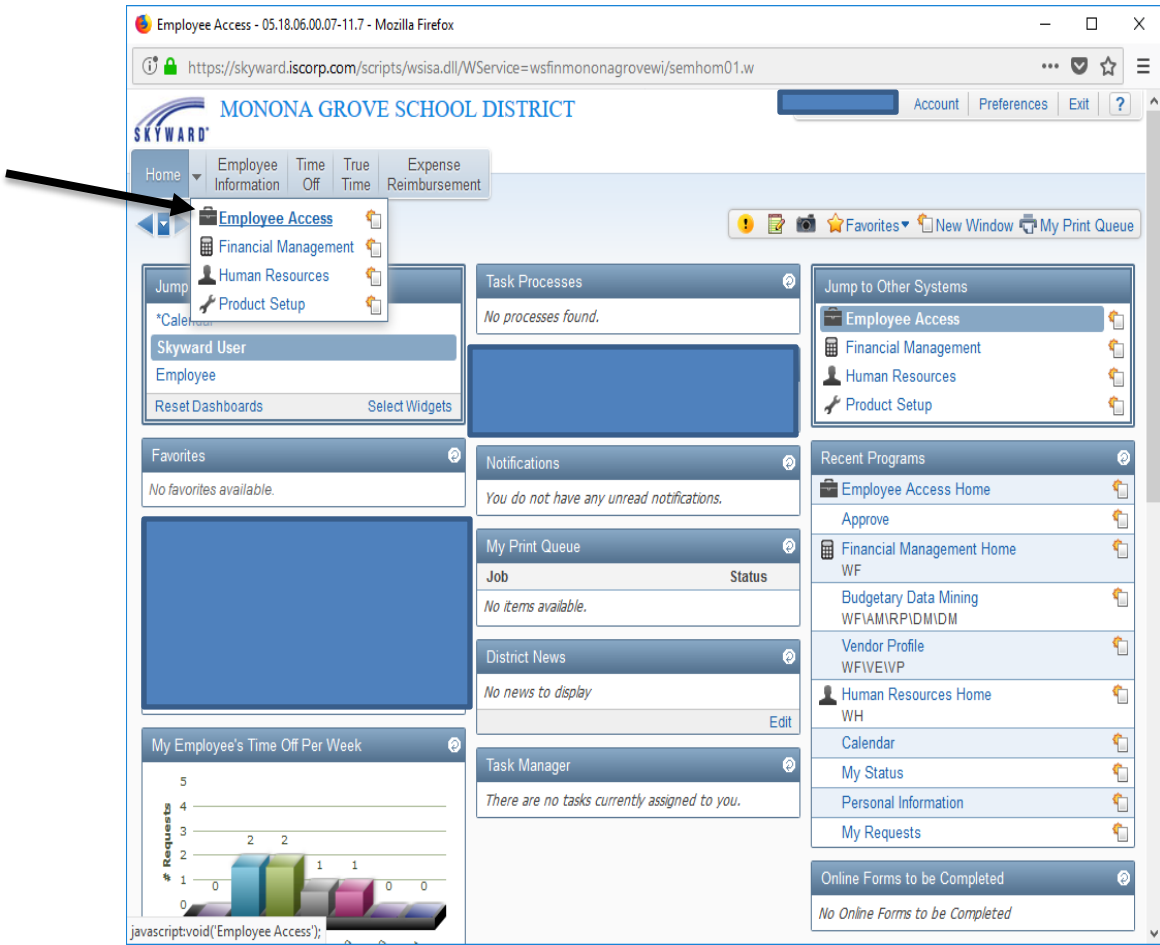 Employee Access - 05.18.06.00.07-11.7 - Mozilla Firefox
https://skyward.iscorp.com/scripts/wsisa.dll/WService=wsfinmononagrovewi/semhom01.w
SKYWARD
MONONA GROVE SCHOOL DISTRICT
Account Preferences Exit ?
Home
Employee Information
Time Off
True Time
Expense Reimbursement
Employee Access
Financial Management
Human Resources
Product Setup
Favorites New Window My Print Queue
Jump
*Calendar
Skyward User
Employee
Reset Dashboards Select Widgets
Favorites
No favorites available.
My Employee's Time Off Per Week
# Requests
5
4
3
2
1
0
0 2 2 1 1 0 0
javascript:void('Employee Access');
Task Processes
No processes found.
Notifications
You do not have any unread notifications.
My Print Queue
Job Status
No items available.
District News
No news to display
Edit
Task Manager
There are no tasks currently assigned to you.
Jump to Other Systems
Employee Access
Financial Management
Human Resources
Product Setup
Recent Programs
Employee Access Home
Approve
Financial Management Home
WF
Budgetary Data Mining
WF\AM\RP\DM\DM
Vendor Profile
WF\VE\VP
Human Resources Home
WH
Calendar
My Status
Personal Information
My Requests
Online Forms to be Completed
No Online Forms to be Completed